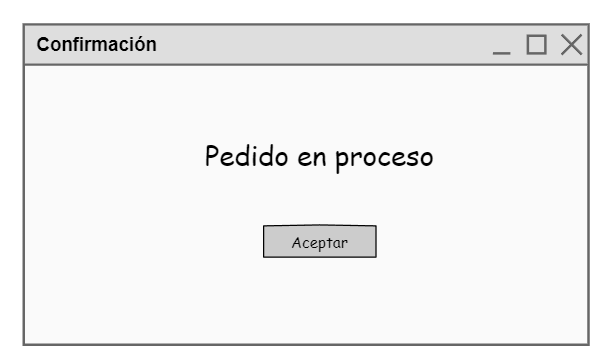 Confirmación
Pedido en proceso
Aceptar